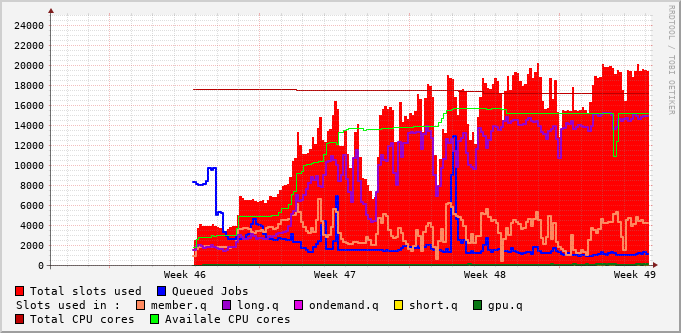 24000
22000
20000
18000
16000
14000
12000
10000
8000
6000
4000
2000
0
Week 46 Week 47 Week 48 Week 49
RRDTOOL / TOBI OETIKER
Total slots used Queued Jobs
Slots used in : member.q long.q ondemand.q short.q gpu.q
Total CPU cores Availale CPU cores